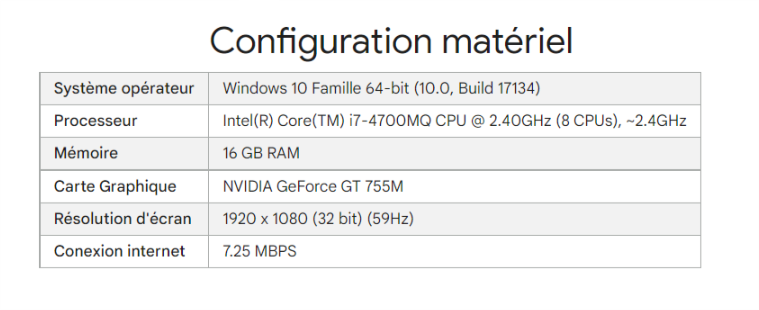 Configuration matériel
Système opérateur Windows 10 Famille 64-bit (10.0, Build 17134)
Processeur Intel(R) Core(TM) i7-4700MQ CPU @ 2.40GHz (8 CPUs), ~2.4GHz
Mémoire 16 GB RAM
Carte Graphique NVIDIA GeForce GT 755M
Résolution d'écran 1920 x 1080 (32 bit) (59Hz)
Conexion internet 7.25 MBPS